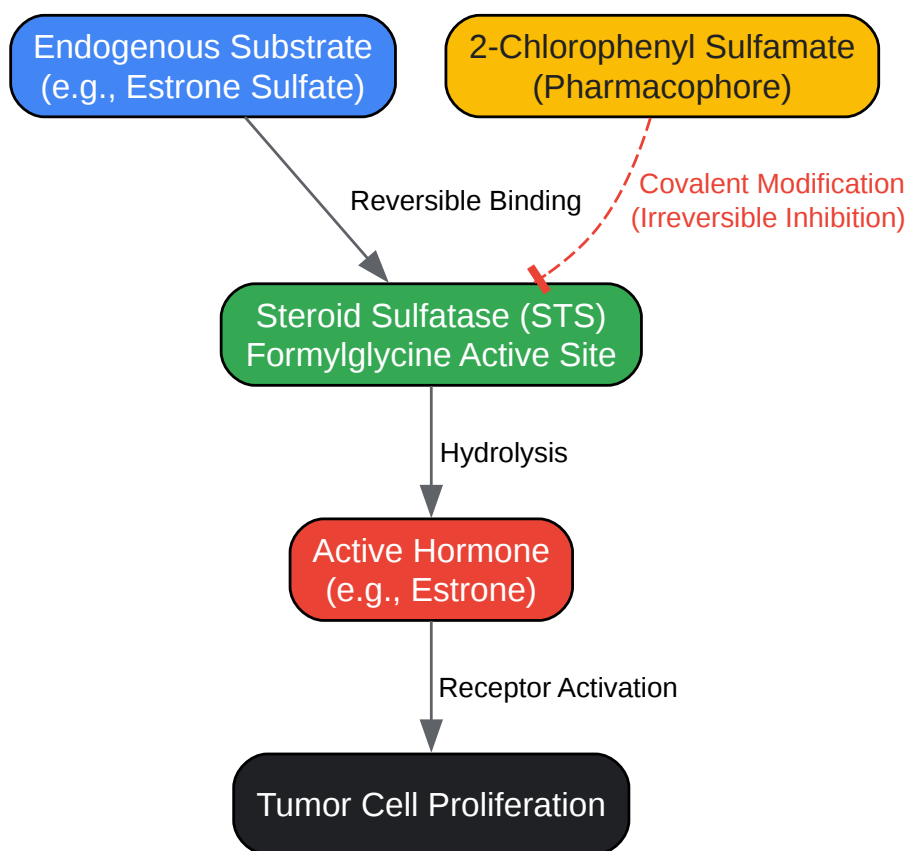 Endogenous Substrate
(e.g., Estrone Sulfate)
2-Chlorophenyl Sulfamate
(Pharmacophore)
Reversible Binding
Covalent Modification
(Irreversible Inhibition)
Steroid Sulfatase (STS)
Formylglycine Active Site
Hydrolysis
Active Hormone
(e.g., Estrone)
Receptor Activation
Tumor Cell Proliferation